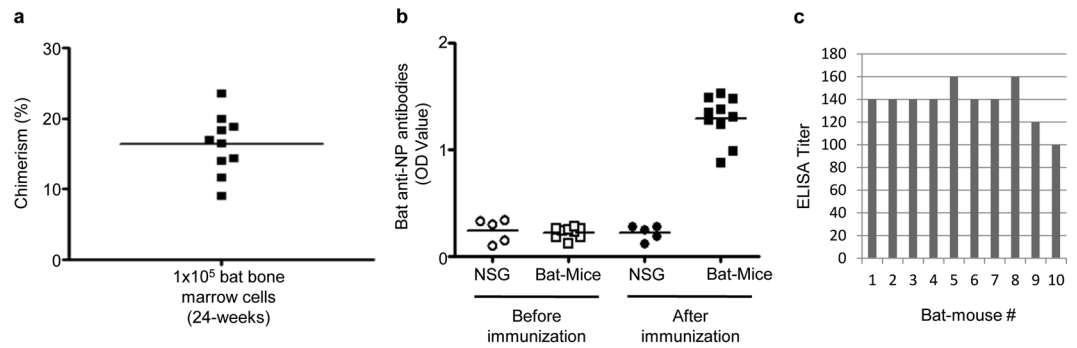 a
Chimerism (%)
30
20
10
0
1x10⁵ bat bone
marrow cells
(24-weeks)
b
Bat anti-NP antibodies
(OD Value)
2
1
0
NSG Bat-Mice NSG Bat-Mice
Before
immunization
After
immunization
c
ELISA Titer
180
160
140
120
100
80
60
40
20
0
1 2 3 4 5 6 7 8 9 10
Bat-mouse #